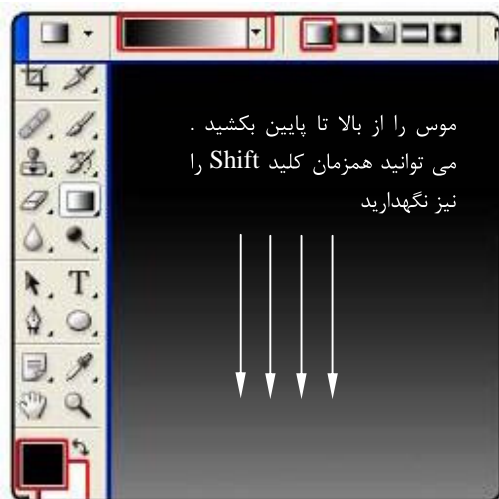 موس را از بالا تا پایین بکشید .
می توانید همزمان کلید Shift را
نیز نگهدارید